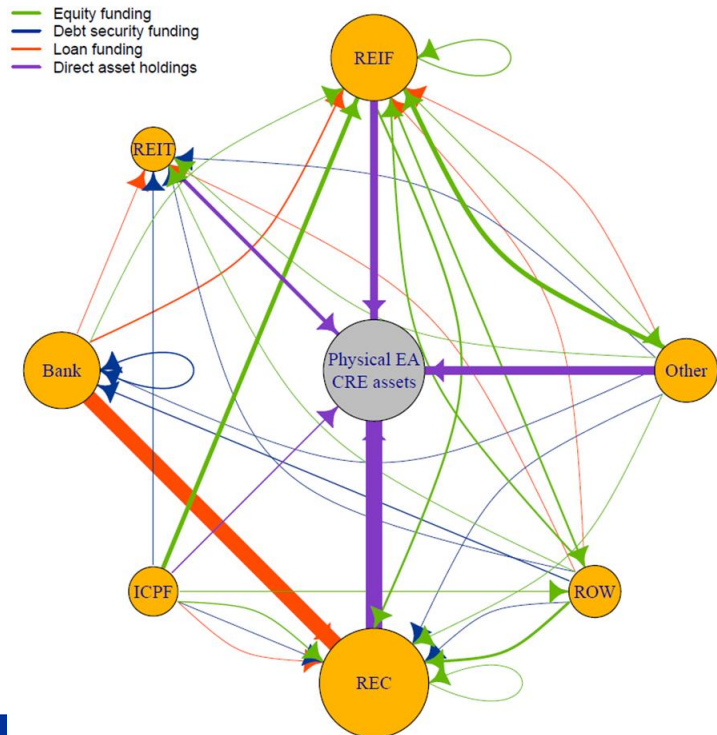 Equity funding
Debt security funding
Loan funding
Direct asset holdings
REIF
REIT
Bank
Physical EA
CRE assets
Other
ICPF
ROW
REC